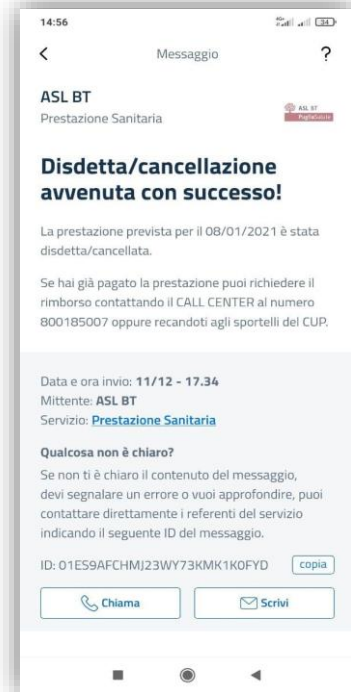 14:56
34
Messaggio
?
ASL BT
Prestazione Sanitaria
ASL BT
PugliaSalute
Disdetta/cancellazione
avvenuta con successo!
La prestazione prevista per il 08/01/2021 è stata
disdetta/cancellata.
Se hai già pagato la prestazione puoi richiedere il
rimborso contattando il CALL CENTER al numero
800185007 oppure recandoti agli sportelli del CUP.
Data e ora invio: 11/12 - 17.34
Mittente: ASL BT
Servizio: Prestazione Sanitaria
Qualcosa non è chiaro?
Se non ti è chiaro il contenuto del messaggio,
devi segnalare un errore o vuoi approfondire, puoi
contattare direttamente i referenti del servizio
indicando il seguente ID del messaggio.
ID: 01ES9AFCHMJ23WY73KMK1K0FYD
copia
Chiama
Scrivi